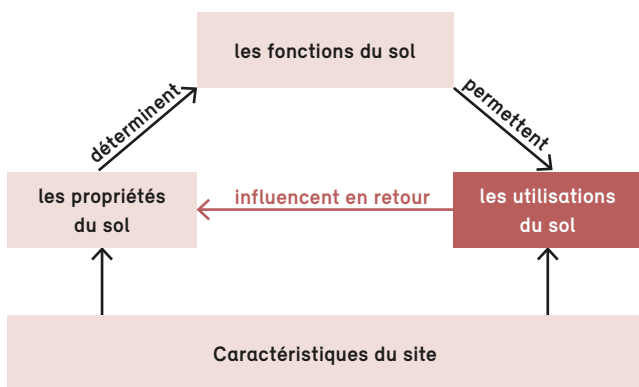 les fonctions du sol
déterminent
permettent
les propriétés
du sol
influencent en retour
les utilisations
du sol
Caractéristiques du site